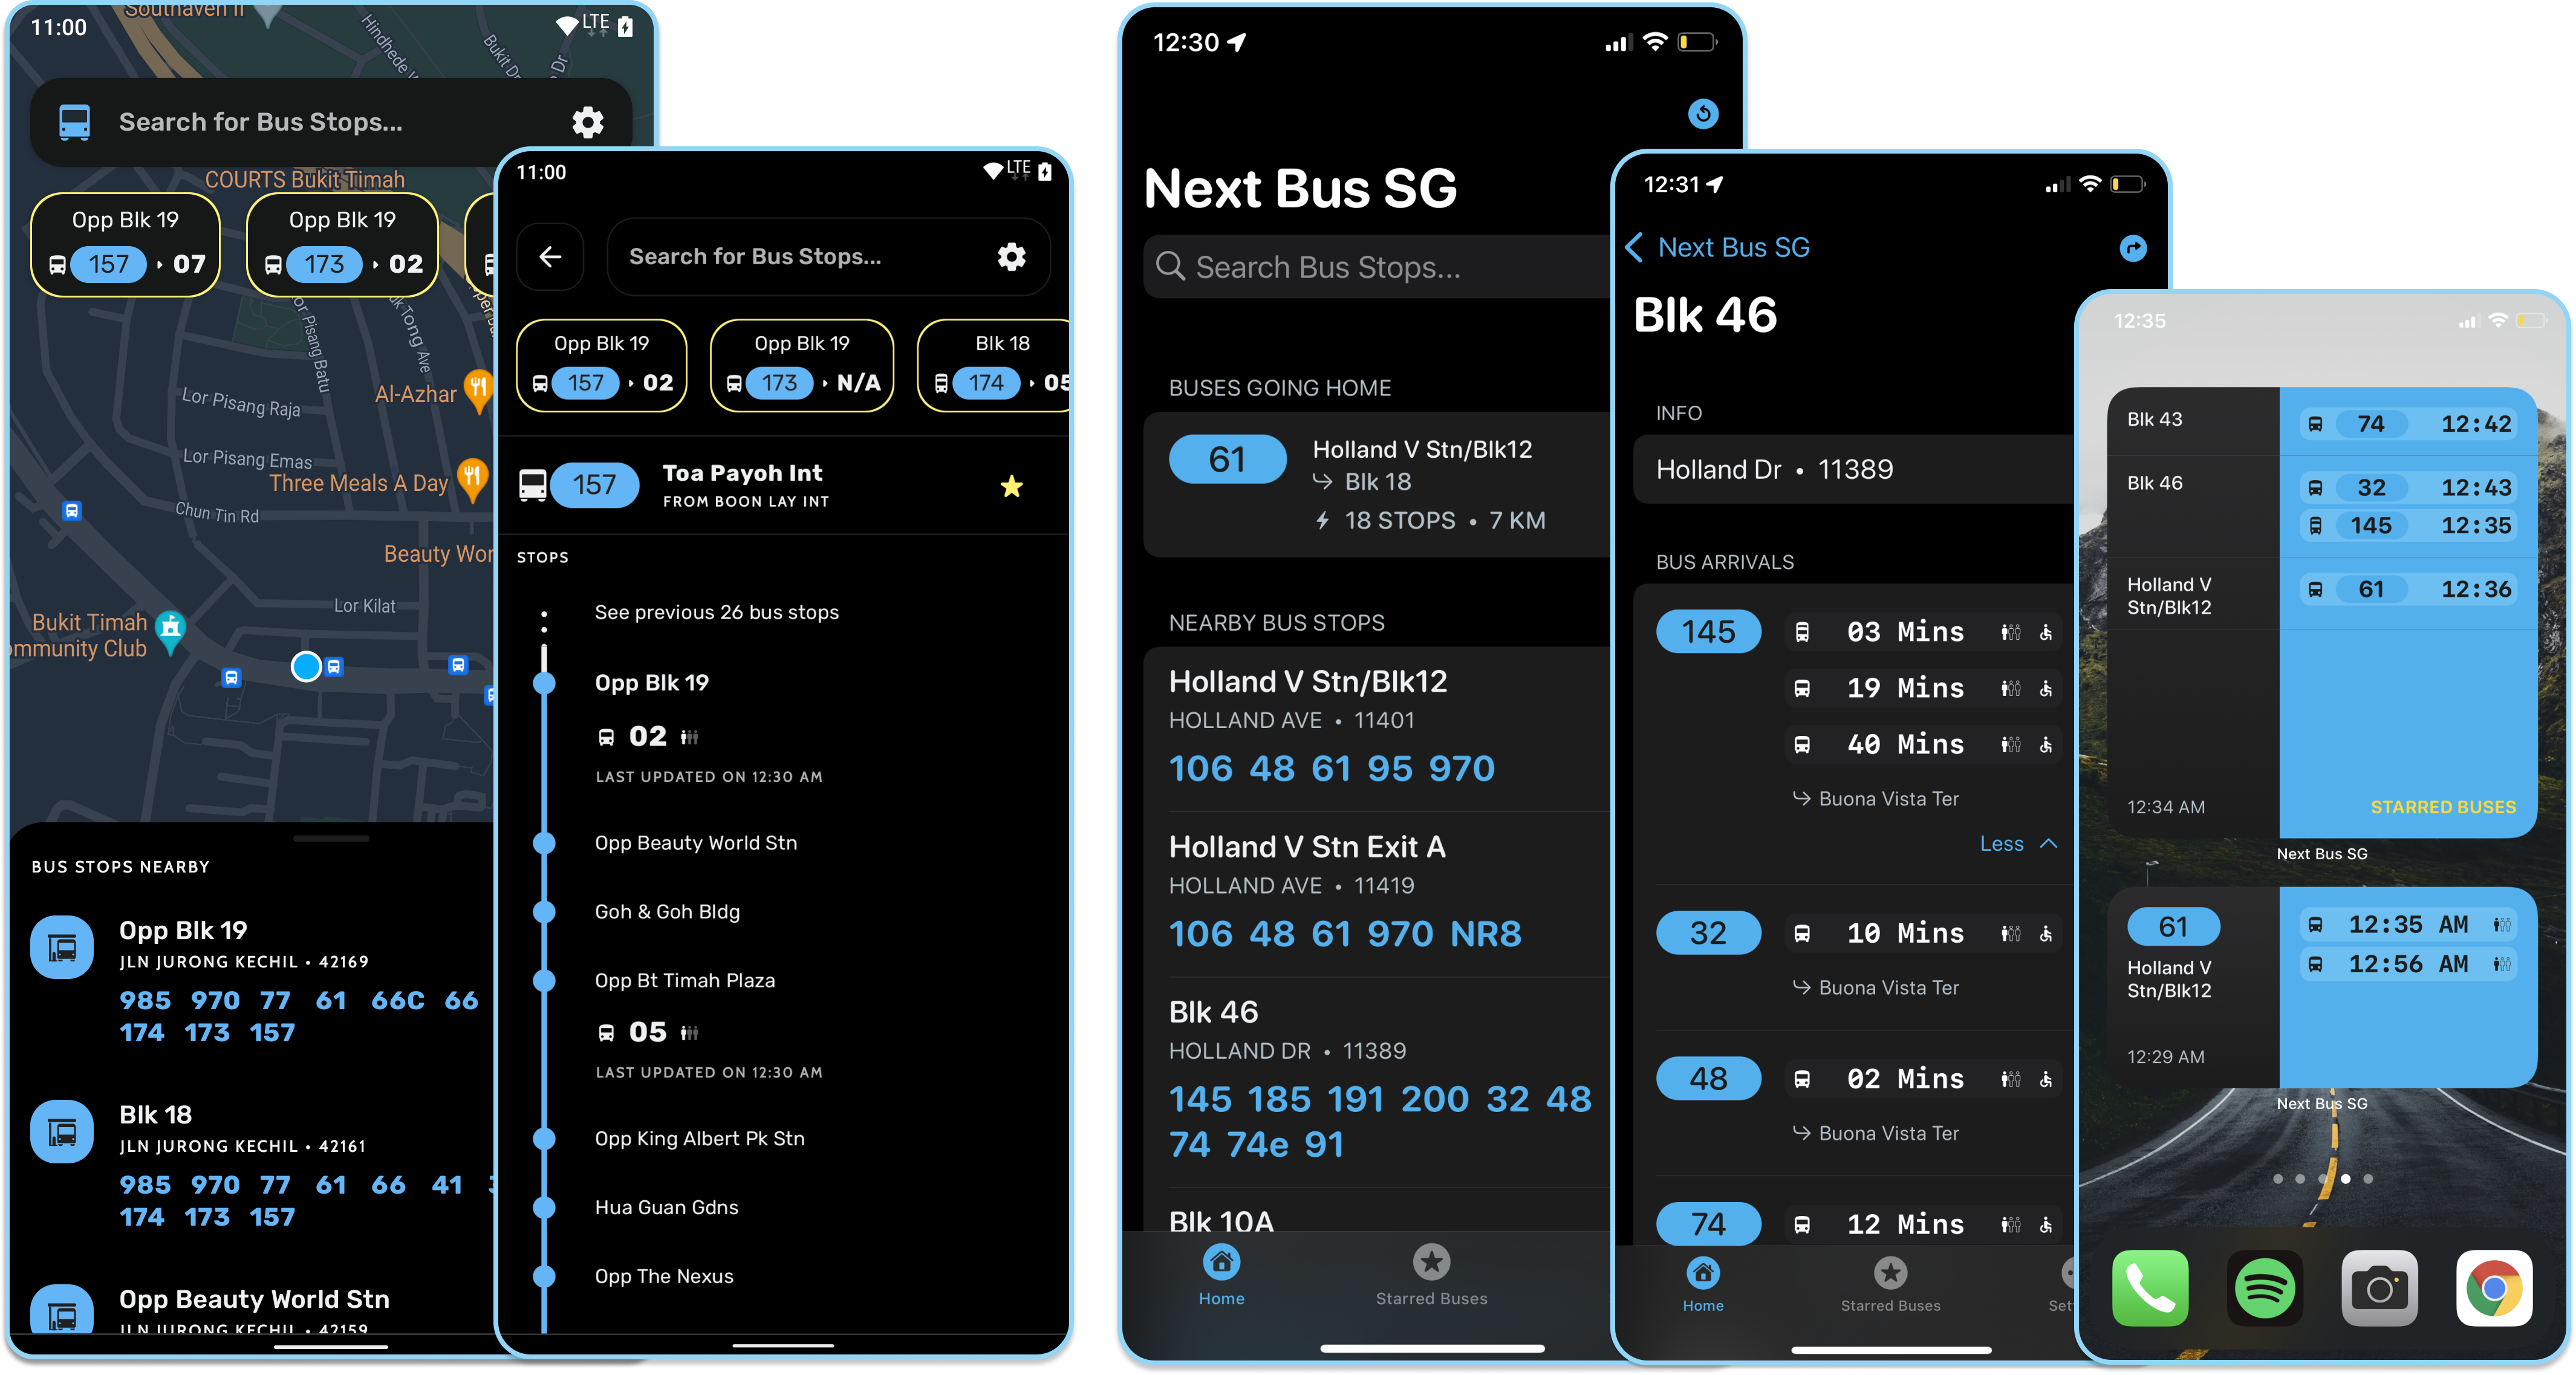 Southaven II
11:00
LTE
Hindhede
Bukit Dr
Dr
Search for Bus Stops...
COURTS Bukit Timah
Opp Blk 19
157 07
Opp Blk 19
173 02
Lor Pisang Batu
Tong Ave
Lor Pisang Raja
Al-Azhar
Lor Pisang Emas
Three Meals A Day
Chun Tin Rd
Beauty Wor
Lor Kilat
Bukit Timah
ommunity Club
BUS STOPS NEARBY
Opp Blk 19
JLN JURONG KECHIL • 42169
985 970 77 61 66C 66
174 173 157
Blk 18
JLN JURONG KECHIL • 42161
985 970 77 61 66 41
174 173 157
Opp Beauty World Stn
JLN JURONG KECHIL • 42159
11:00
LTE
Search for Bus Stops...
Opp Blk 19
157 02
Opp Blk 19
173 N/A
Blk 18
174 05
157
Toa Payoh Int
FROM BOON LAY INT
STOPS
See previous 26 bus stops
Opp Blk 19
02
LAST UPDATED ON 12:30 AM
Opp Beauty World Stn
Goh & Goh Bldg
Opp Bt Timah Plaza
05
LAST UPDATED ON 12:30 AM
Opp King Albert Pk Stn
Hua Guan Gdns
Opp The Nexus
12:30
Next Bus SG
Search Bus Stops...
BUSES GOING HOME
61
Holland V Stn/Blk12
Blk 18
18 STOPS • 7 KM
NEARBY BUS STOPS
Holland V Stn/Blk12
HOLLAND AVE • 11401
106 48 61 95 970
Holland V Stn Exit A
HOLLAND AVE • 11419
106 48 61 970 NR8
Blk 46
HOLLAND DR • 11389
145 185 191 200 32 48
74 74e 91
Blk 10A
Home
Starred Buses
12:31
Next Bus SG
Blk 46
INFO
Holland Dr • 11389
BUS ARRIVALS
145 03 Mins
19 Mins
40 Mins
Buona Vista Ter
Less
32 10 Mins
Buona Vista Ter
48 02 Mins
Buona Vista Ter
74 12 Mins
Home
Starred Buses
Set
12:35
Blk 43
74 12:42
Blk 46
32 12:43
145 12:35
Holland V
Stn/Blk12
61 12:36
12:34 AM
STARRED BUSES
Next Bus SG
61
Holland V
Stn/Blk12
12:29 AM
12:35 AM
12:56 AM
Next Bus SG